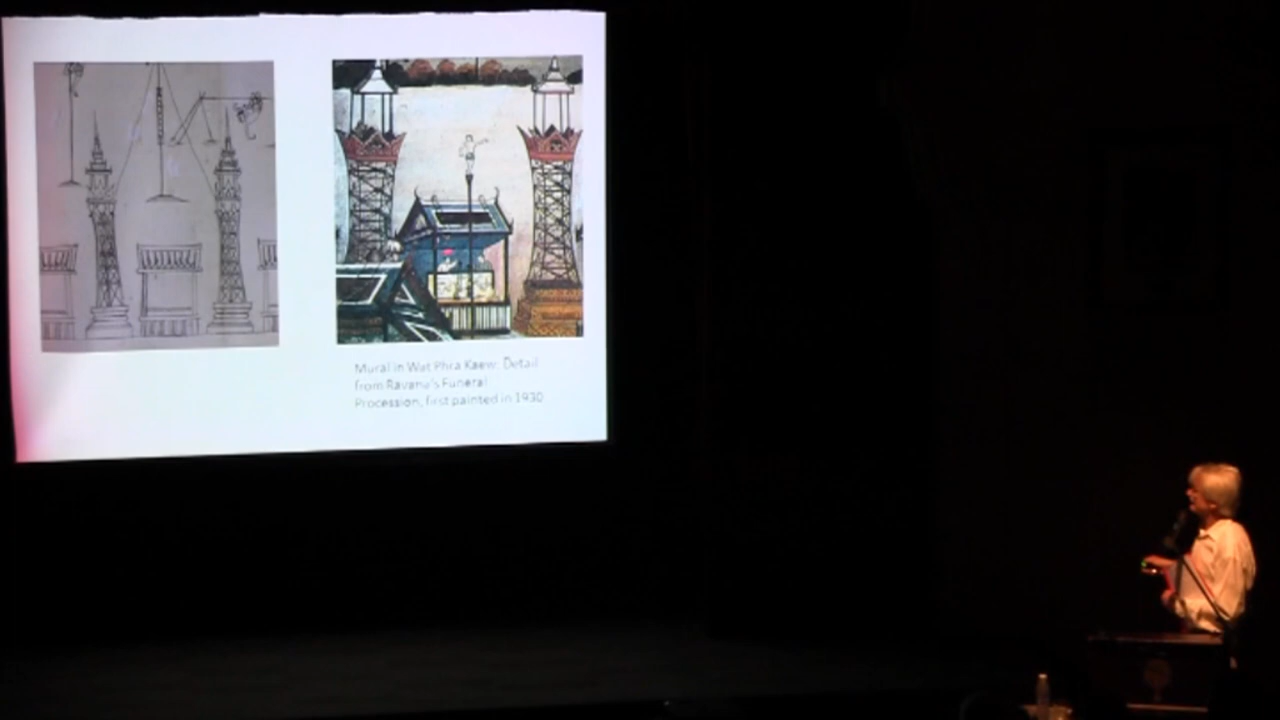 Mural in Wat Phra Kaew: Detail
from Ravana's Funeral
Procession, first painted in 1930